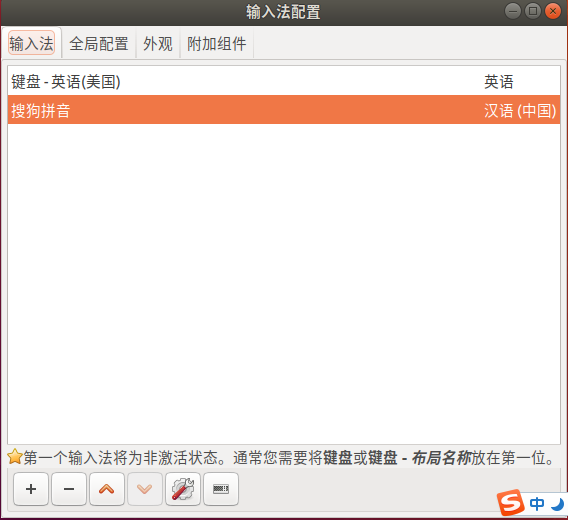 输入法配置
输入法 全局配置 外观 附加组件
键盘 - 英语(美国) 英语
搜狗拼音 汉语 (中国)
第一个输入法将为非激活状态。通常您需要将键盘或键盘 - 布局名称放在第一位。
S 中